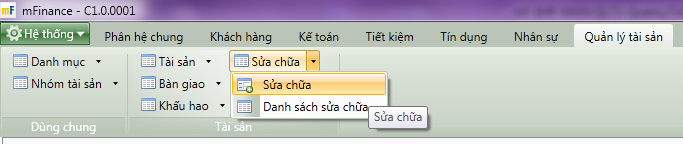 mF mFinance - C1.0.0001
Hệ thống Phân hệ chung Khách hàng Kế toán Tiết kiệm Tín dụng Nhân sự Quản lý tài sản
Danh mục Tài sản Sửa chữa
Nhóm tài sản Bàn giao Sửa chữa
Khấu hao Danh sách sửa chữa
Sửa chữa
Dùng chung Tài sản